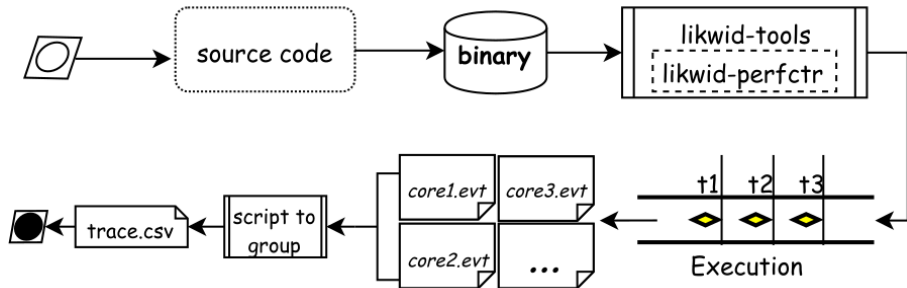 source code
binary
likwid-tools
likwid-perfctr
t1 t2 t3
Execution
core1.evt core3.evt
core2.evt ...
script to
group
trace.csv